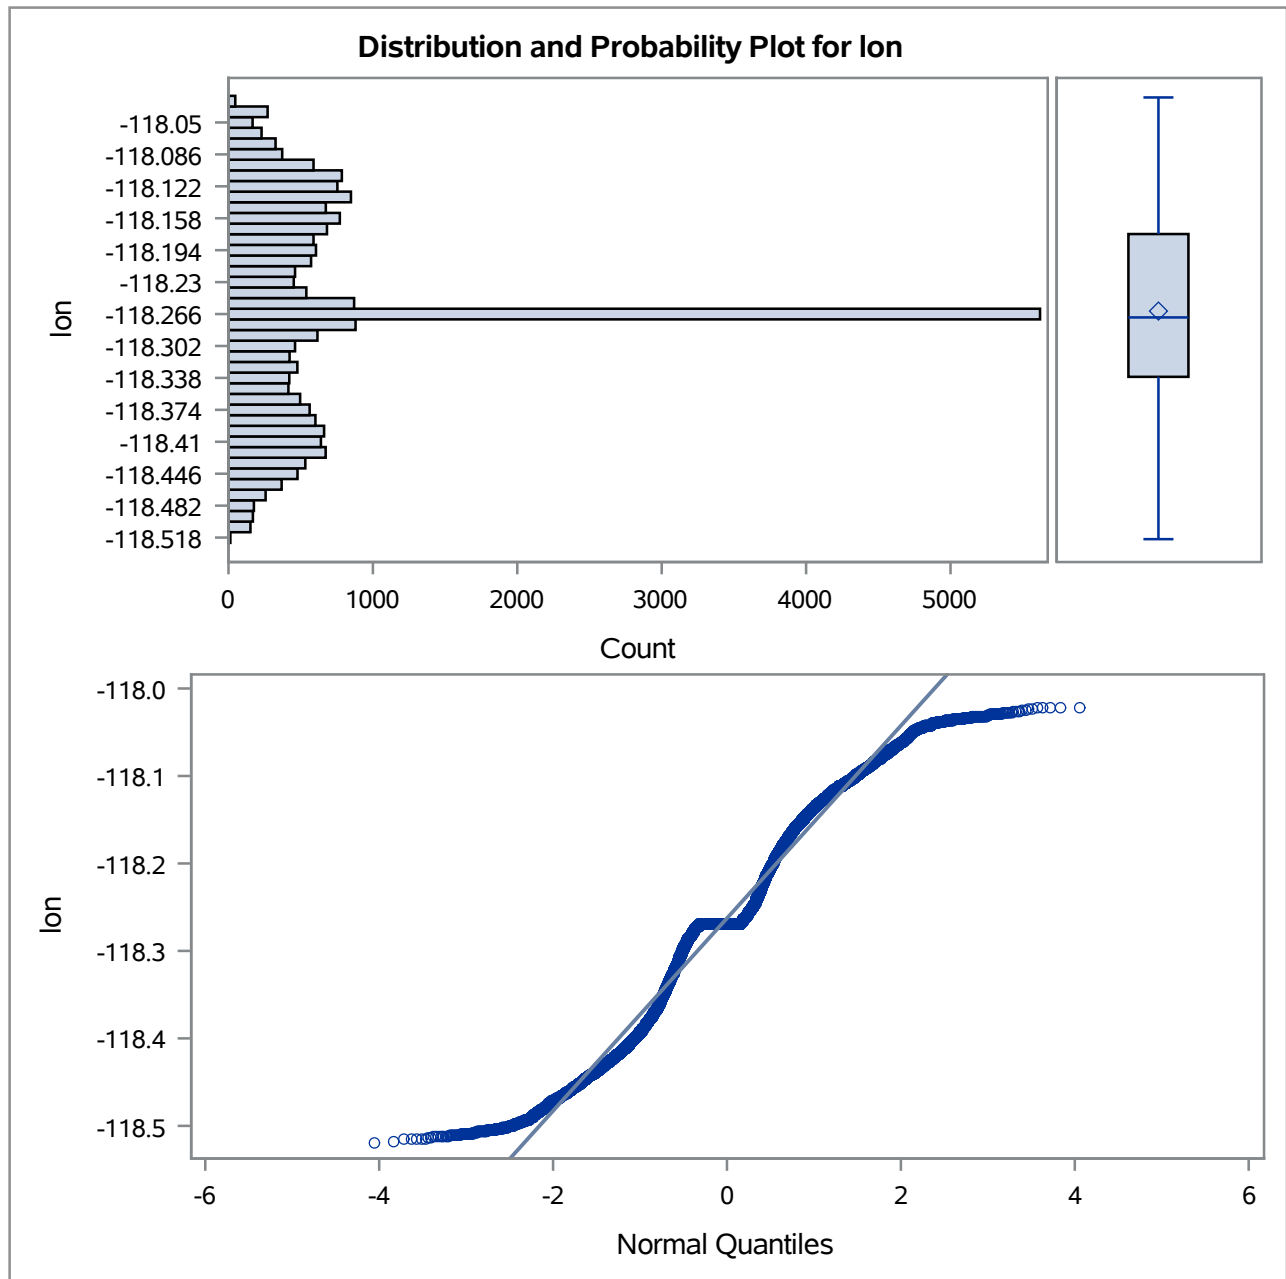 Distribution and Probability Plot for lon
-118.05
-118.086
-118.122
-118.158
-118.194
-118.23
-118.266
-118.302
-118.338
-118.374
-118.41
-118.446
-118.482
-118.518
lon
0 1000 2000 3000 4000 5000
Count
-118.0
-118.1
-118.2
-118.3
-118.4
-118.5
lon
-6 -4 -2 0 2 4 6
Normal Quantiles